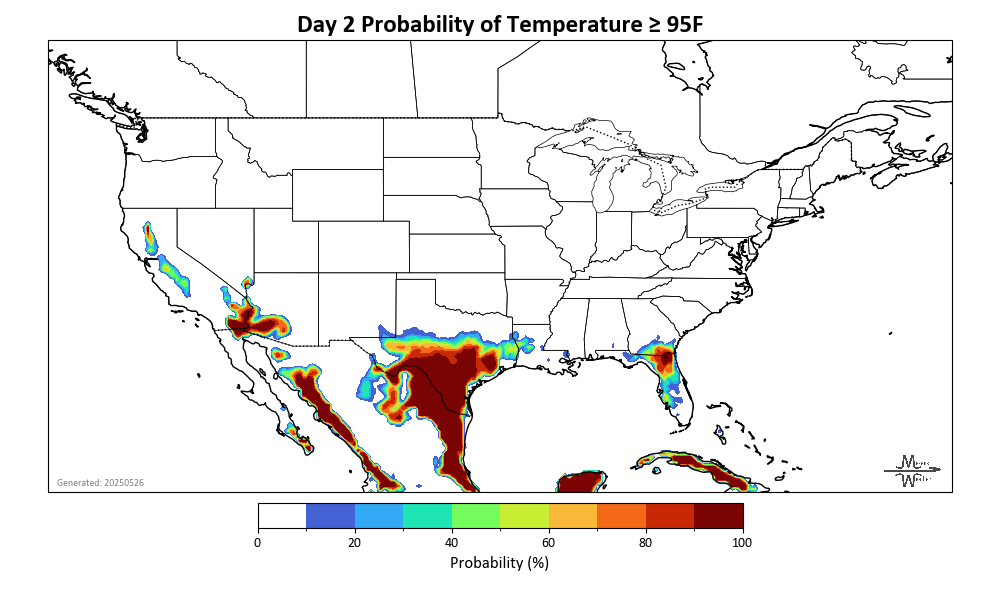 Day 2 Probability of Temperature ≥ 95F
Generated: 20250526
0 20 40 60 80 100
Probability (%)